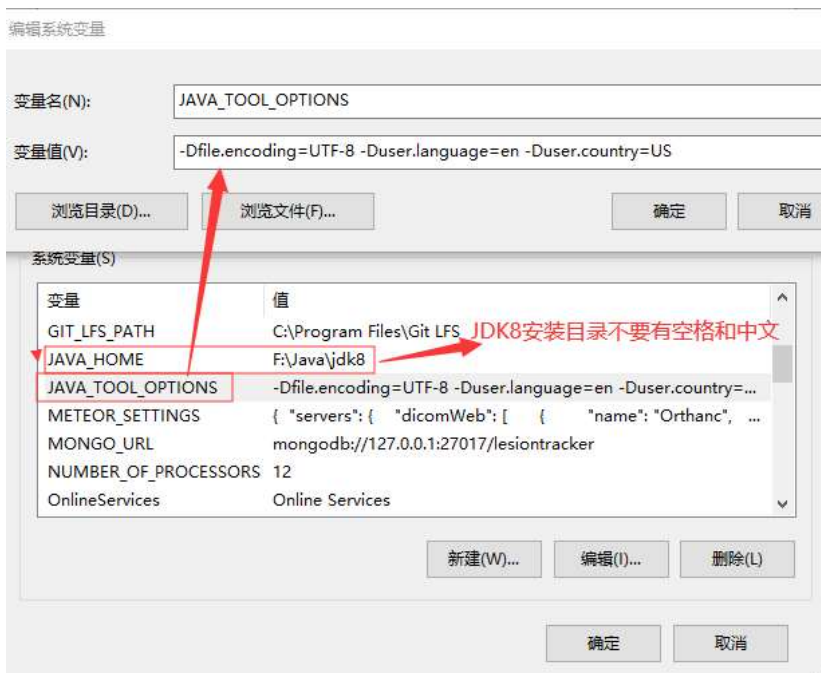 编辑系统变量
变量名(N):
JAVA_TOOL_OPTIONS
变量值(V):
-Dfile.encoding=UTF-8 -Duser.language=en -Duser.country=US
浏览目录(D)... 浏览文件(F)... 确定 取消
系统变量(S)
变量 值
GIT_LFS_PATH C:\Program Files\Git LFS
JDK8安装目录不要有空格和中文
JAVA_HOME F:\Java\jdk8
JAVA_TOOL_OPTIONS -Dfile.encoding=UTF-8 -Duser.language=en -Duser.country=...
METEOR_SETTINGS { "servers": { "dicomWeb": [ { "name": "Orthanc", ...
MONGO_URL mongodb://127.0.0.1:27017/lesiontracker
NUMBER_OF_PROCESSORS 12
OnlineServices Online Services
新建(W)... 编辑(I)... 删除(L)
确定 取消